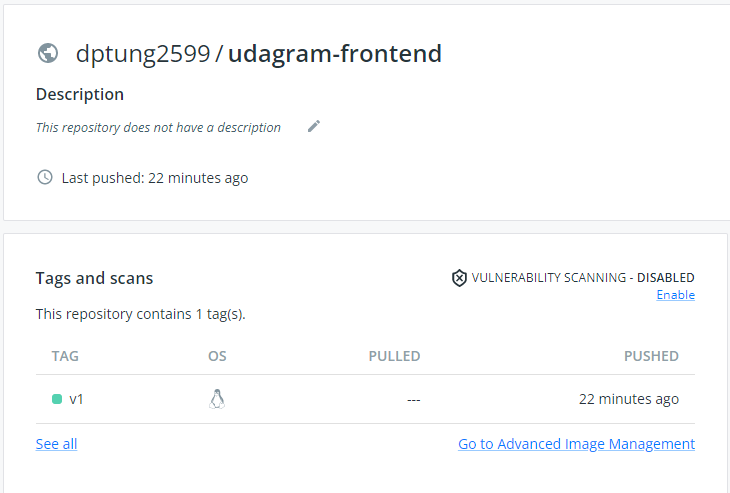 dptung2599 / udagram-frontend
Description
This repository does not have a description
Last pushed: 22 minutes ago
Tags and scans
VULNERABILITY SCANNING - DISABLED
Enable
This repository contains 1 tag(s).
TAG OS PULLED PUSHED
v1 --- 22 minutes ago
See all Go to Advanced Image Management